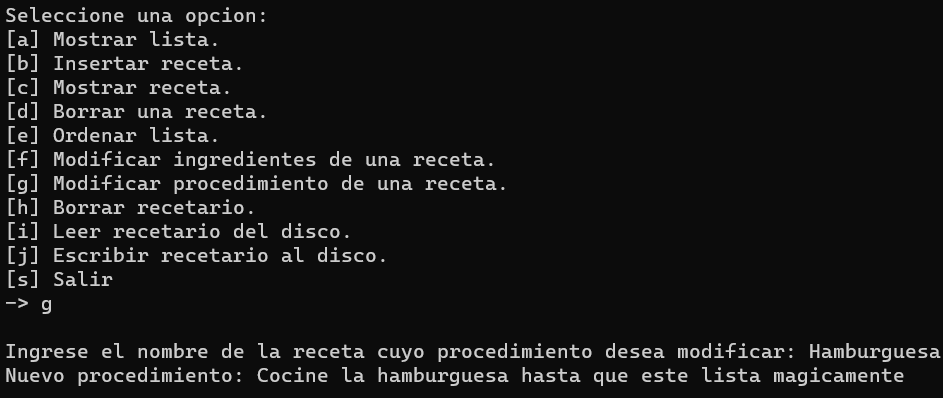 Seleccione una opcion:
[a] Mostrar lista.
[b] Insertar receta.
[c] Mostrar receta.
[d] Borrar una receta.
[e] Ordenar lista.
[f] Modificar ingredientes de una receta.
[g] Modificar procedimiento de una receta.
[h] Borrar recetario.
[i] Leer recetario del disco.
[j] Escribir recetario al disco.
[s] Salir
-> g
Ingrese el nombre de la receta cuyo procedimiento desea modificar: Hamburguesa
Nuevo procedimiento: Cocine la hamburguesa hasta que este lista magicamente